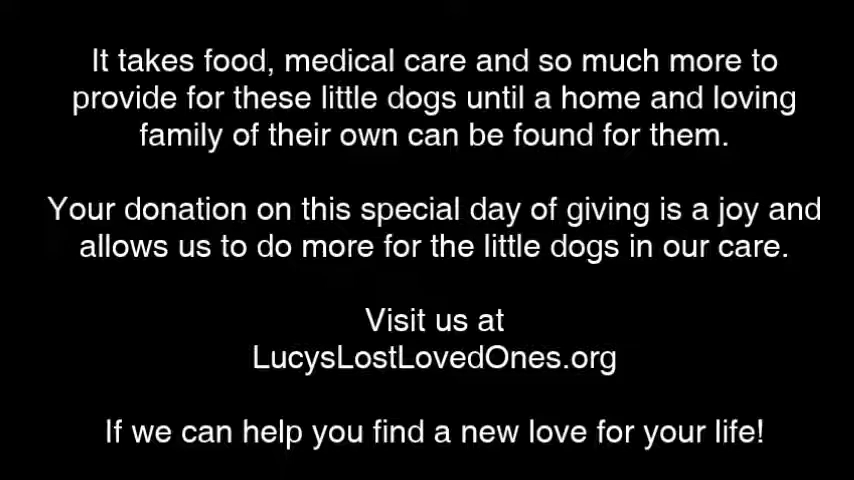 It takes food, medical care and so much more to
provide for these little dogs until a home and loving
family of their own can be found for them.
Your donation on this special day of giving is a joy and
allows us to do more for the little dogs in our care.
Visit us at
LucysLostLovedOnes.org
If we can help you find a new love for your life!